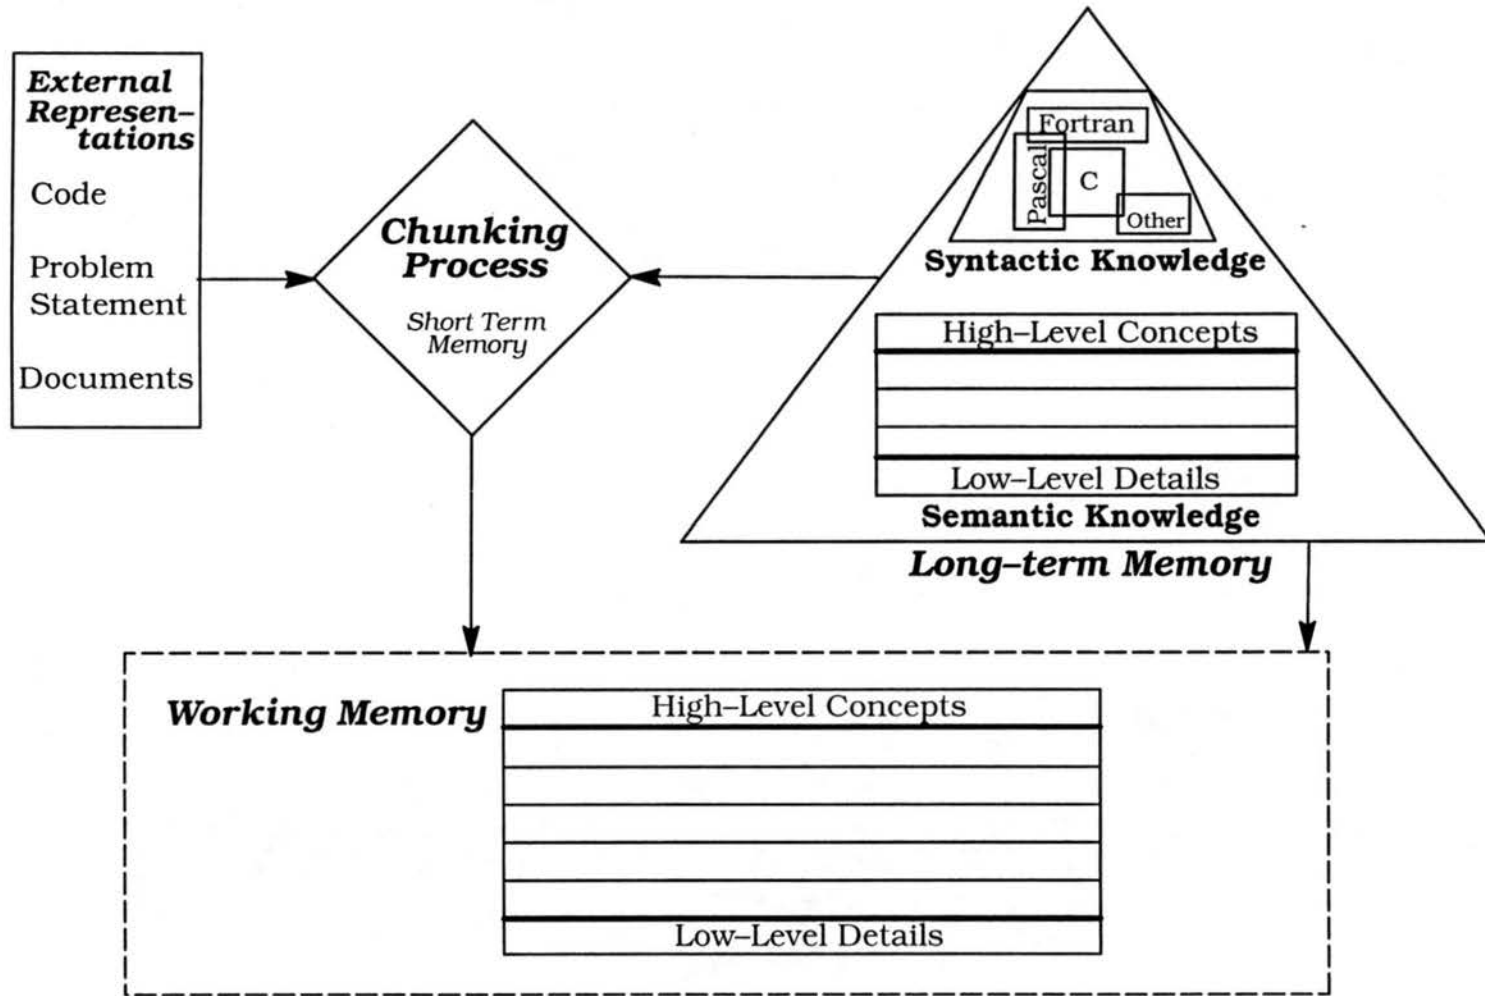 External
Represen–
tations
Code
Problem
Statement
Documents
Chunking
Process
Short Term
Memory
Fortran
Pascal
C
Other
Syntactic Knowledge
High–Level Concepts
Low–Level Details
Semantic Knowledge
Long–term Memory
Working Memory
High–Level Concepts
Low–Level Details